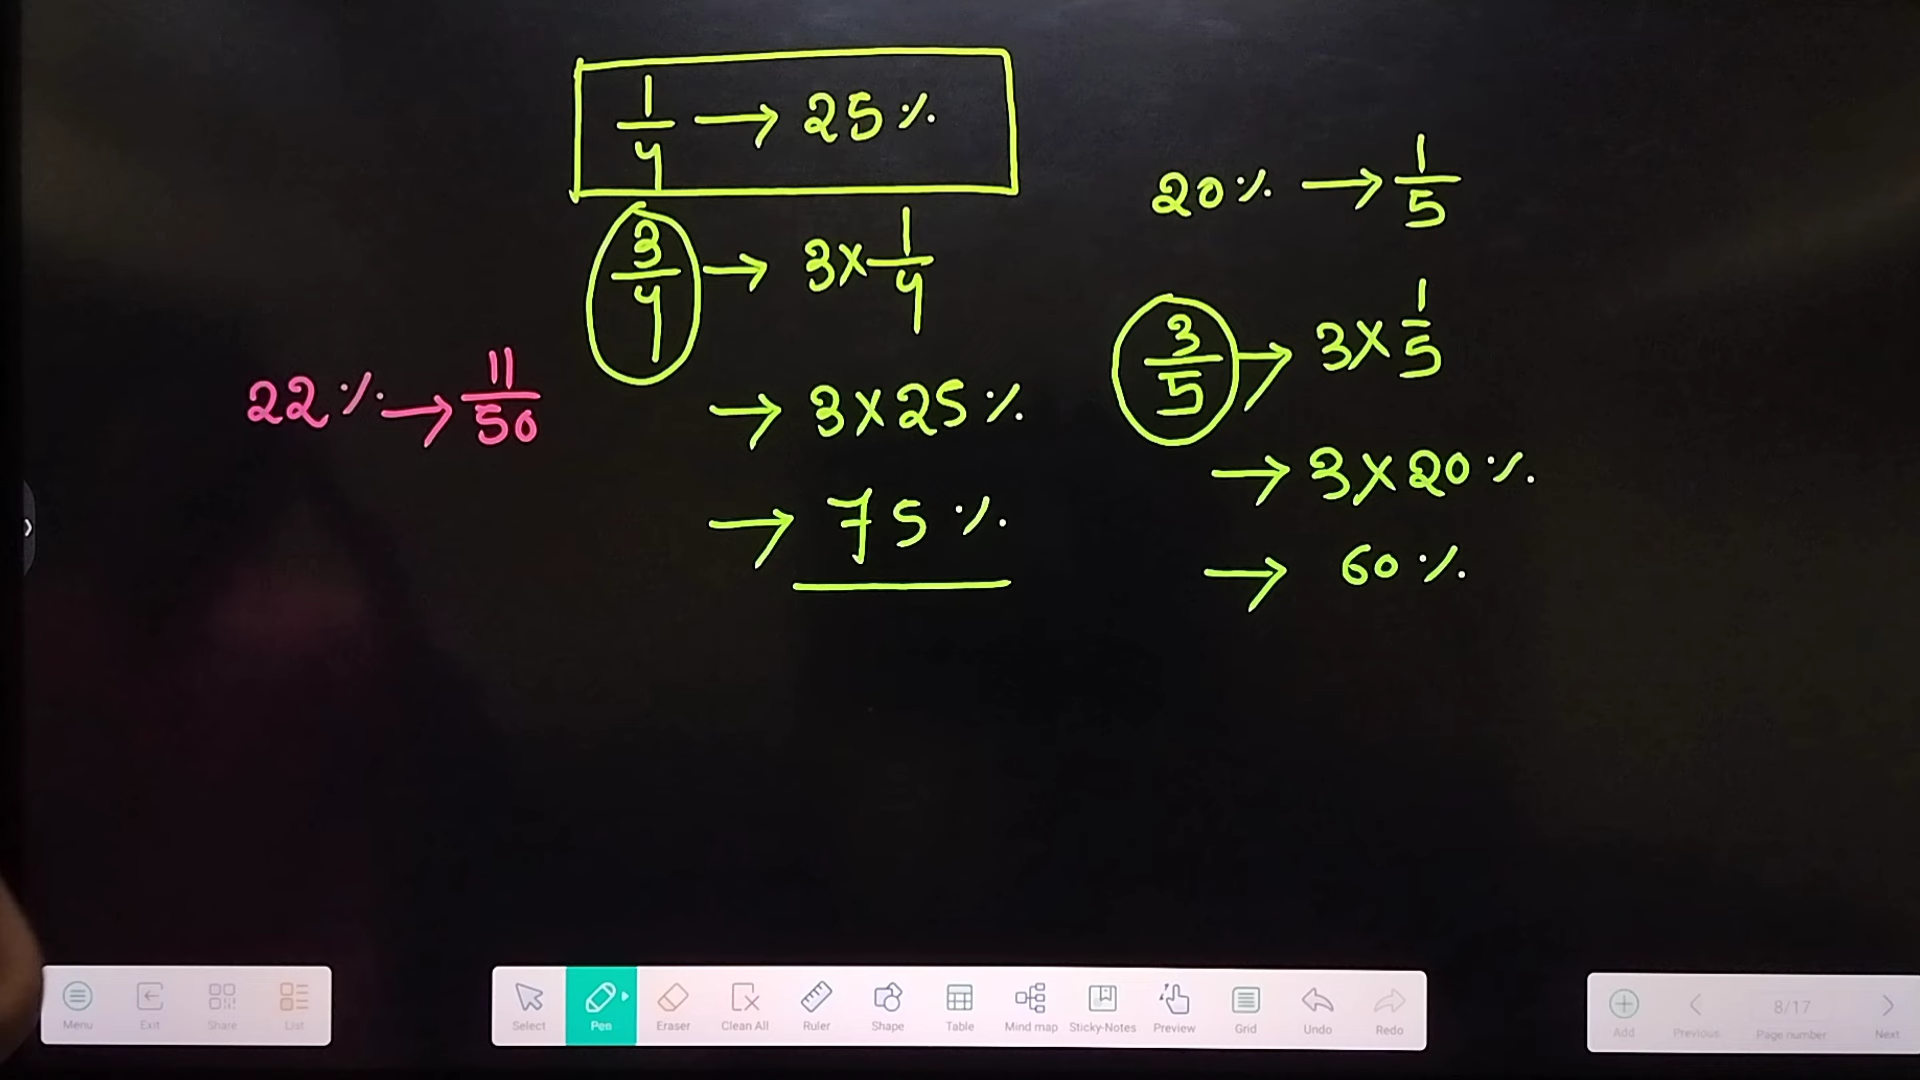 1/4 → 25%
3/4 → 3 × 1/4
→ 3 × 25%
→ 75%
20% → 1/5
3/5 → 3 × 1/5
→ 3 × 20%
→ 60%
22% → 11/50
Menu Exit Share List
Select Pen Eraser Clean All Ruler Shape Table Mind map Sticky-Notes Preview Grid Undo Redo
8/17
Add Previous Page number Next